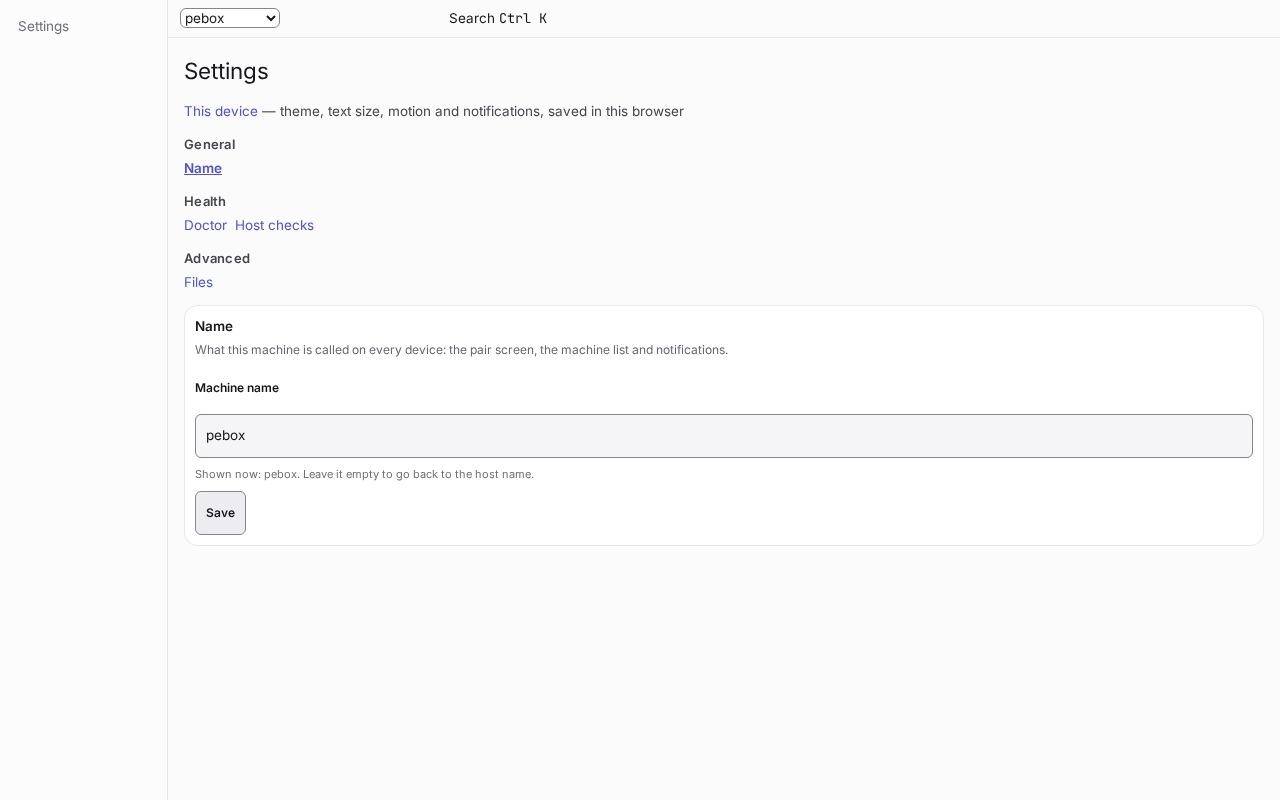 Settings
pebox
Search Ctrl K
Settings
This device — theme, text size, motion and notifications, saved in this browser
General
Name
Health
Doctor Host checks
Advanced
Files
Name
What this machine is called on every device: the pair screen, the machine list and notifications.
Machine name
pebox
Shown now: pebox. Leave it empty to go back to the host name.
Save